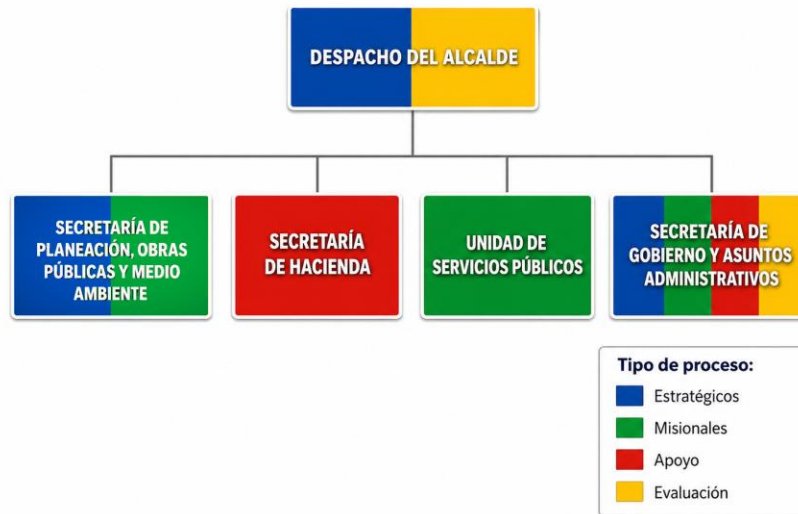 DESPACHO DEL ALCALDE
SECRETARÍA DE
PLANEACIÓN, OBRAS
PÚBLICAS Y MEDIO
AMBIENTE
SECRETARÍA
DE HACIENDA
UNIDAD DE
SERVICIOS PÚBLICOS
SECRETARÍA DE
GOBIERNO Y ASUNTOS
ADMINISTRATIVOS
Tipo de proceso:
Estratégicos
Misionales
Apoyo
Evaluación